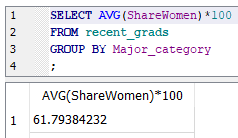 1 SELECT AVG(ShareWomen)*100
2 FROM recent_grads
3 GROUP BY Major_category
4 ;
AVG(ShareWomen)*100
1 61.79384232